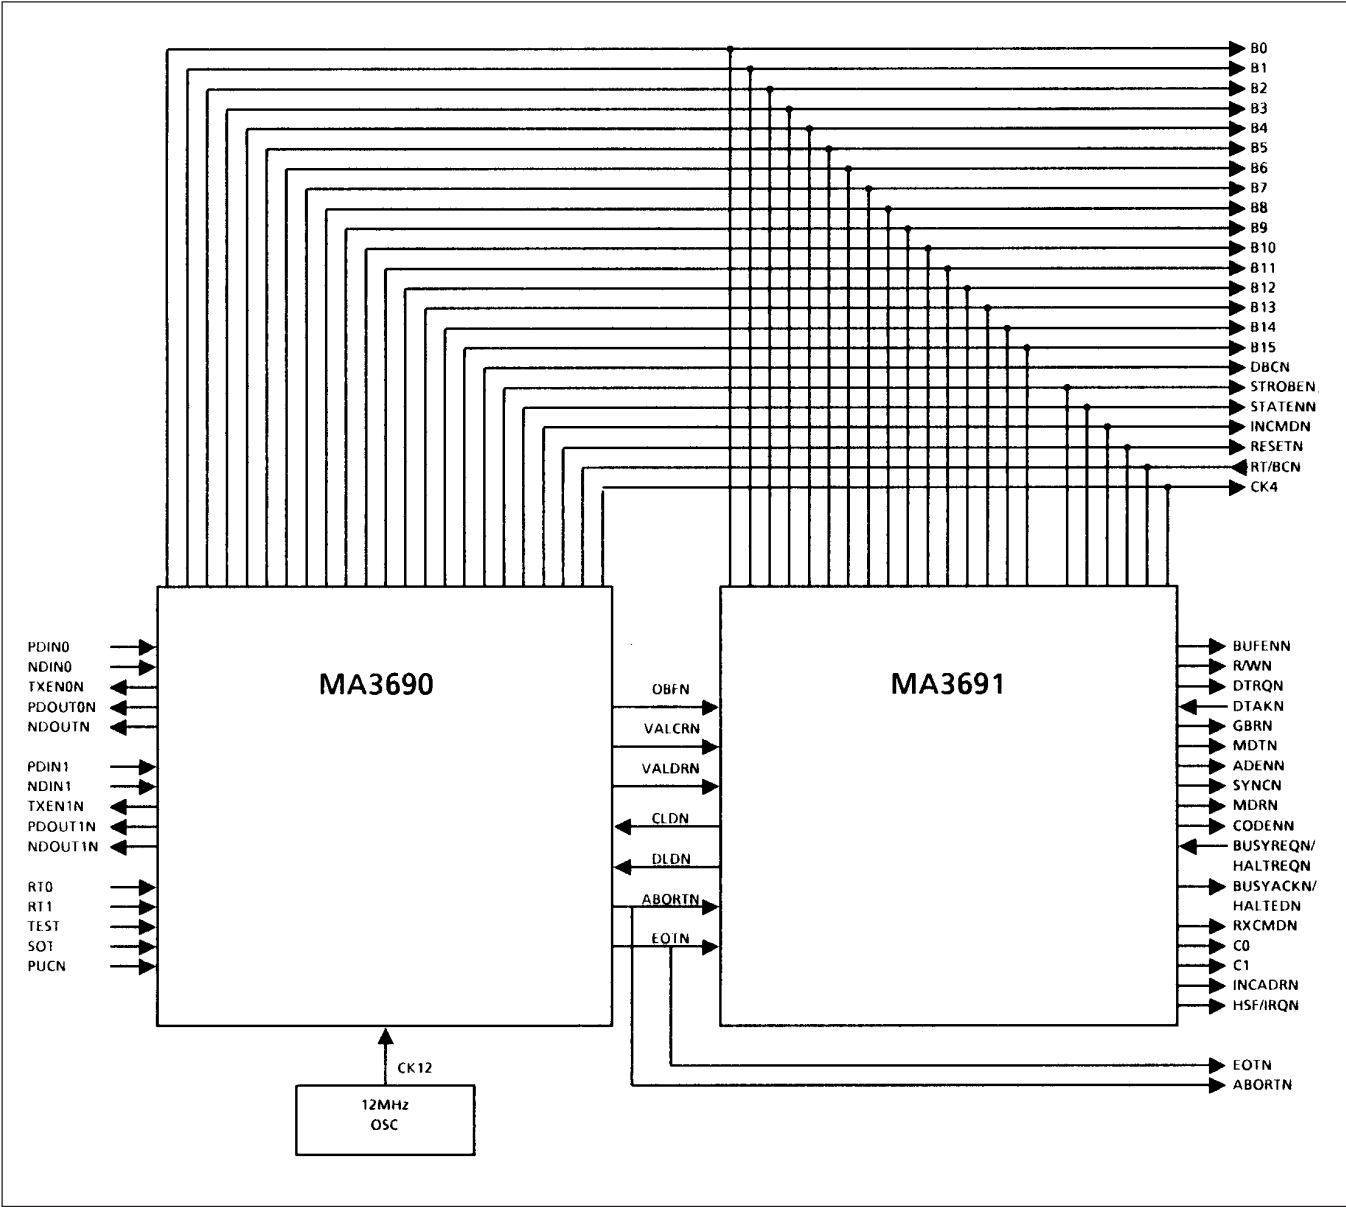 B0
B1
B2
B3
B4
B5
B6
B7
B8
B9
B10
B11
B12
B13
B14
B15
DBCN
STROBEN
STATENN
INCMDN
RESETN
RT/BCN
CK4
PDIN0
NDIN0
TXEN0N
PDOUT0N
NDOUTN
PDIN1
NDIN1
TXEN1N
PDOUT1N
NDOUT1N
RT0
RT1
TEST
SOT
PUCN
MA3690
OBFN
VALCRN
VALDRN
CLDN
DLDN
ABORTN
EOTN
MA3691
BUFENN
R/WN
DTRQN
DTAKN
GBRN
MDTN
ADENN
SYNCN
MDRN
CODENN
BUSYREQN/
HALTREQN
BUSYACKN/
HALTEDN
RXCMDN
C0
C1
INCADRN
HSF/IRQN
EOTN
ABORTN
CK12
12MHz
OSC